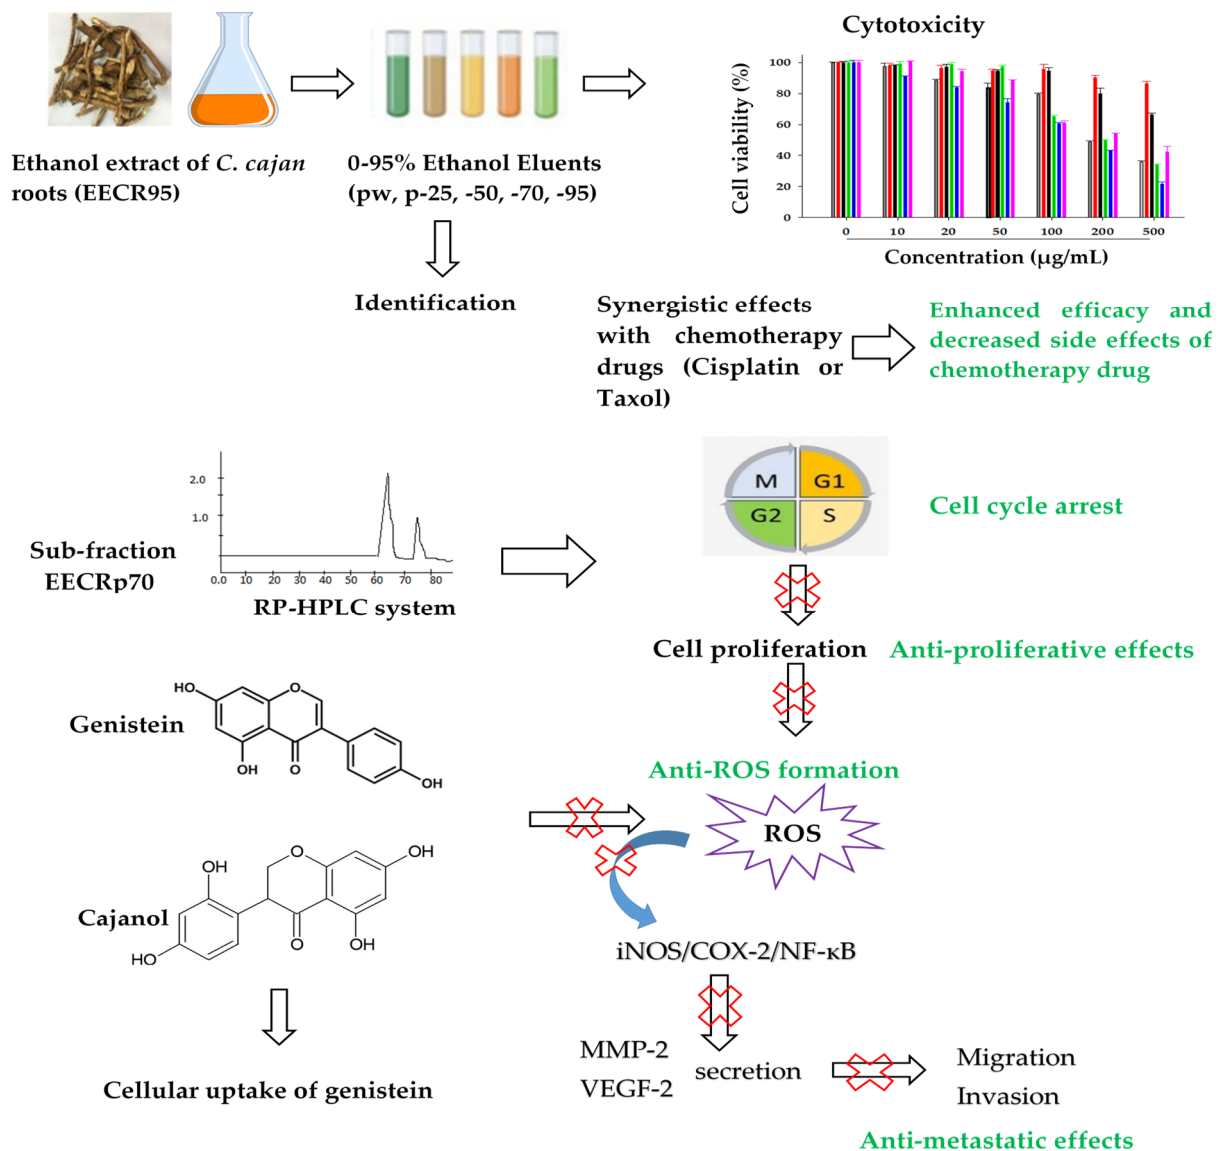 Cytotoxicity
Cell viability (%)
100
80
60
40
20
0
0 10 20 50 100 200 500
Concentration (µg/mL)
Ethanol extract of C. cajan
roots (EECR95)
0-95% Ethanol Eluents
(pw, p-25, -50, -70, -95)
Identification
Synergistic effects
with chemotherapy
drugs (Cisplatin or
Taxol)
Enhanced efficacy and
decreased side effects of
chemotherapy drug
Sub-fraction
EECRp70
2.0
1.0
0.0 10 20 30 40 50 60 70 80
RP-HPLC system
M G1
G2 S
Cell cycle arrest
Cell proliferation
Anti-proliferative effects
Genistein
HO
O
OH
O
OH
Anti-ROS formation
ROS
Cajanol
OH
O
OH
HO
O
OH
iNOS/COX-2/NF-κB
MMP-2
VEGF-2
secretion
Migration
Invasion
Cellular uptake of genistein
Anti-metastatic effects